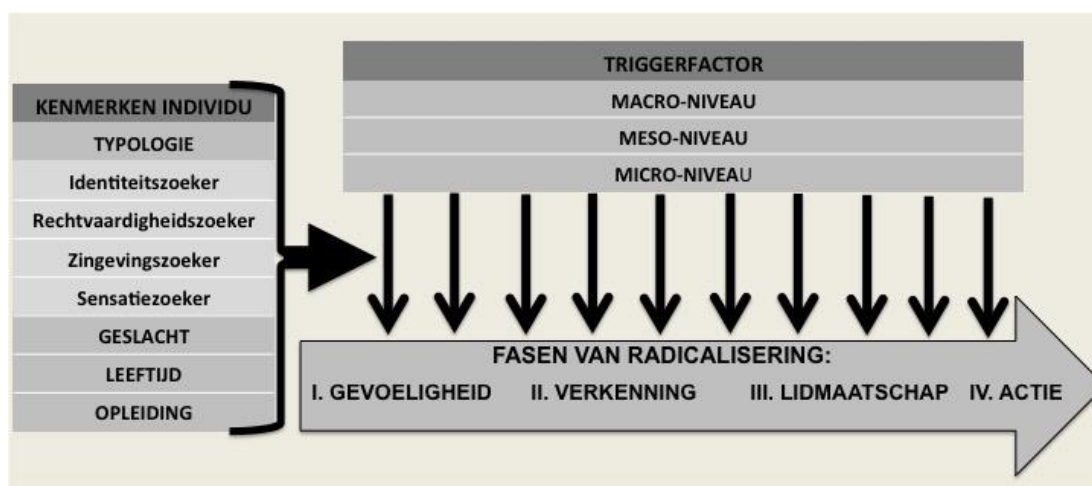 TRIGGERFACTOR
MACRO-NIVEAU
MESO-NIVEAU
MICRO-NIVEAU
KENMERKEN INDIVIDU
TYPOLOGIE
Identiteitszoeker
Rechtvaardigheidszoeker
Zingevingszoeker
Sensatiezoeker
GESLACHT
LEEFTIJD
OPLEIDING
FASEN VAN RADICALISERING:
I. GEVOELIGHEID II. VERKENNING III. LIDMAATSCHAP IV. ACTIE